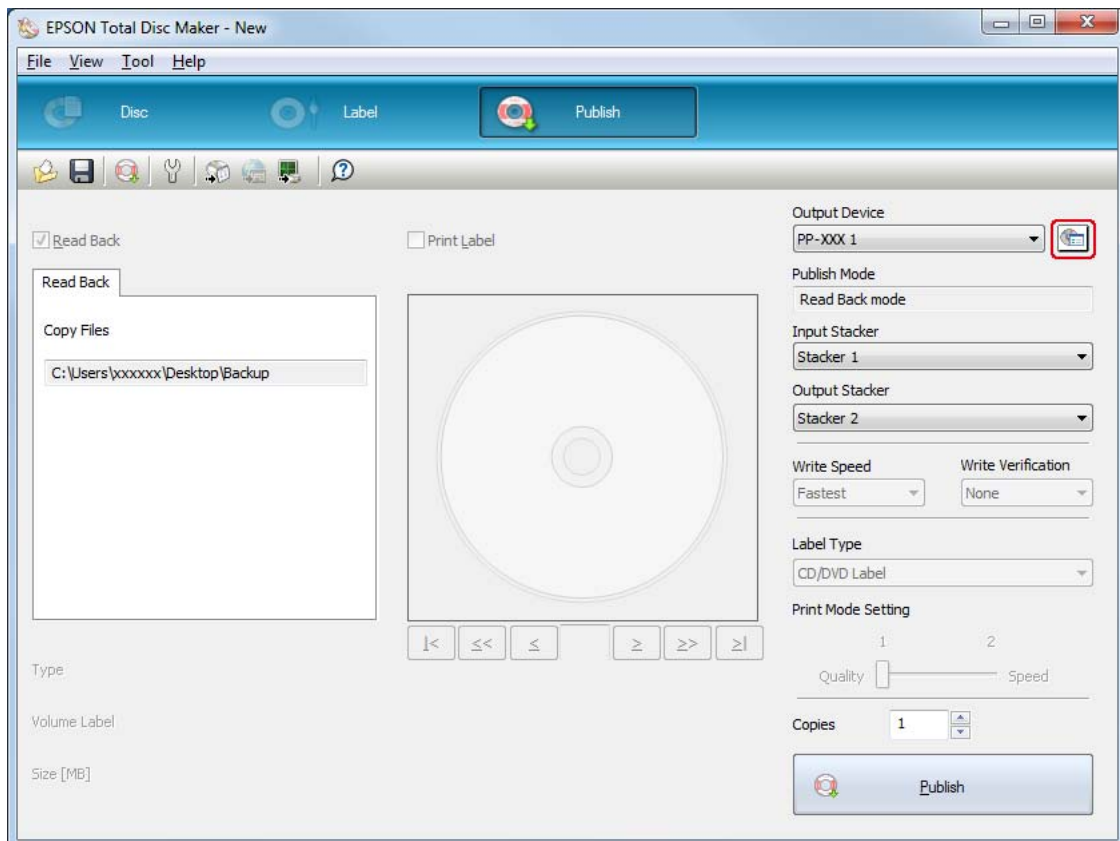 EPSON Total Disc Maker - New
File View Tool Help
Disc Label Publish
Read Back
Print Label
Read Back
Copy Files
C:\Users\xxxxxx\Desktop\Backup
|< << < > >> >|
Type
Volume Label
Size [MB]
Output Device
PP-XXX 1
Publish Mode
Read Back mode
Input Stacker
Stacker 1
Output Stacker
Stacker 2
Write Speed Write Verification
Fastest None
Label Type
CD/DVD Label
Print Mode Setting
1 2
Quality Speed
Copies 1
Publish